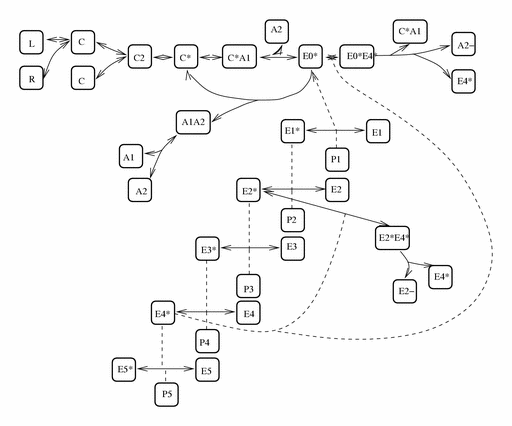 A2
C*A1
L
C
C2
C*
C*A1
E0*
E0*E4*
A2-
R
C
E4*
A1A2
E1*
E1
A1
P1
A2
E2*
E2
P2
E2*E4*
E3*
E3
E4*
P3
E2-
E4*
E4
P4
E5*
E5
P5